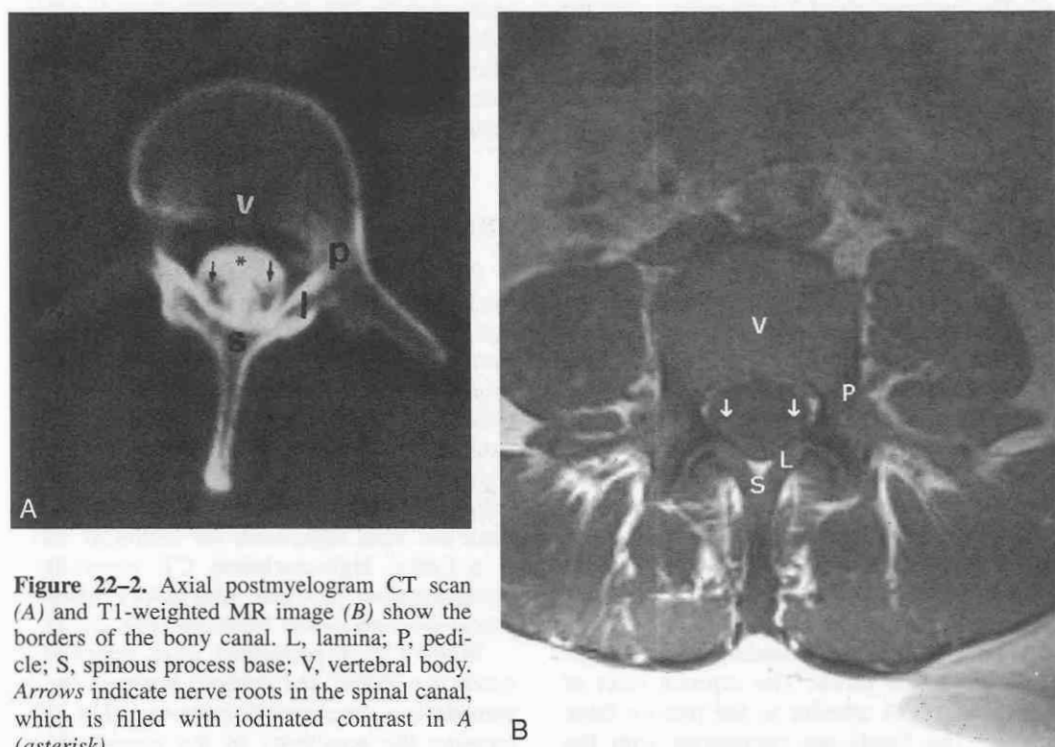 v
*
p
l
s
A
V
P
L
S
B
Figure 22–2. Axial postmyelogram CT scan
(A) and T1-weighted MR image (B) show the
borders of the bony canal. L, lamina; P, pedi-
cle; S, spinous process base; V, vertebral body.
Arrows indicate nerve roots in the spinal canal,
which is filled with iodinated contrast in A
(asterisk).